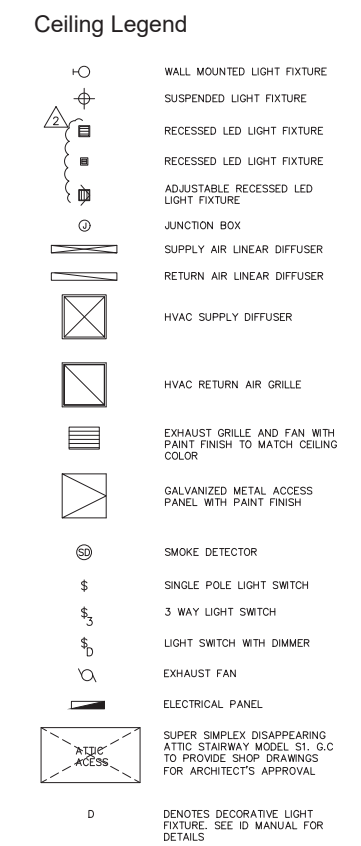 Ceiling Legend
WALL MOUNTED LIGHT FIXTURE
SUSPENDED LIGHT FIXTURE
2
RECESSED LED LIGHT FIXTURE
RECESSED LED LIGHT FIXTURE
ADJUSTABLE RECESSED LED
LIGHT FIXTURE
J
JUNCTION BOX
SUPPLY AIR LINEAR DIFFUSER
RETURN AIR LINEAR DIFFUSER
HVAC SUPPLY DIFFUSER
HVAC RETURN AIR GRILLE
EXHAUST GRILLE AND FAN WITH
PAINT FINISH TO MATCH CEILING
COLOR
GALVANIZED METAL ACCESS
PANEL WITH PAINT FINISH
SD
SMOKE DETECTOR
$
SINGLE POLE LIGHT SWITCH
$3
3 WAY LIGHT SWITCH
$D
LIGHT SWITCH WITH DIMMER
EXHAUST FAN
ELECTRICAL PANEL
ATTIC
ACESS
SUPER SIMPLEX DISAPPEARING
ATTIC STAIRWAY MODEL S1. G.C
TO PROVIDE SHOP DRAWINGS
FOR ARCHITECT'S APPROVAL
D
DENOTES DECORATIVE LIGHT
FIXTURE. SEE ID MANUAL FOR
DETAILS